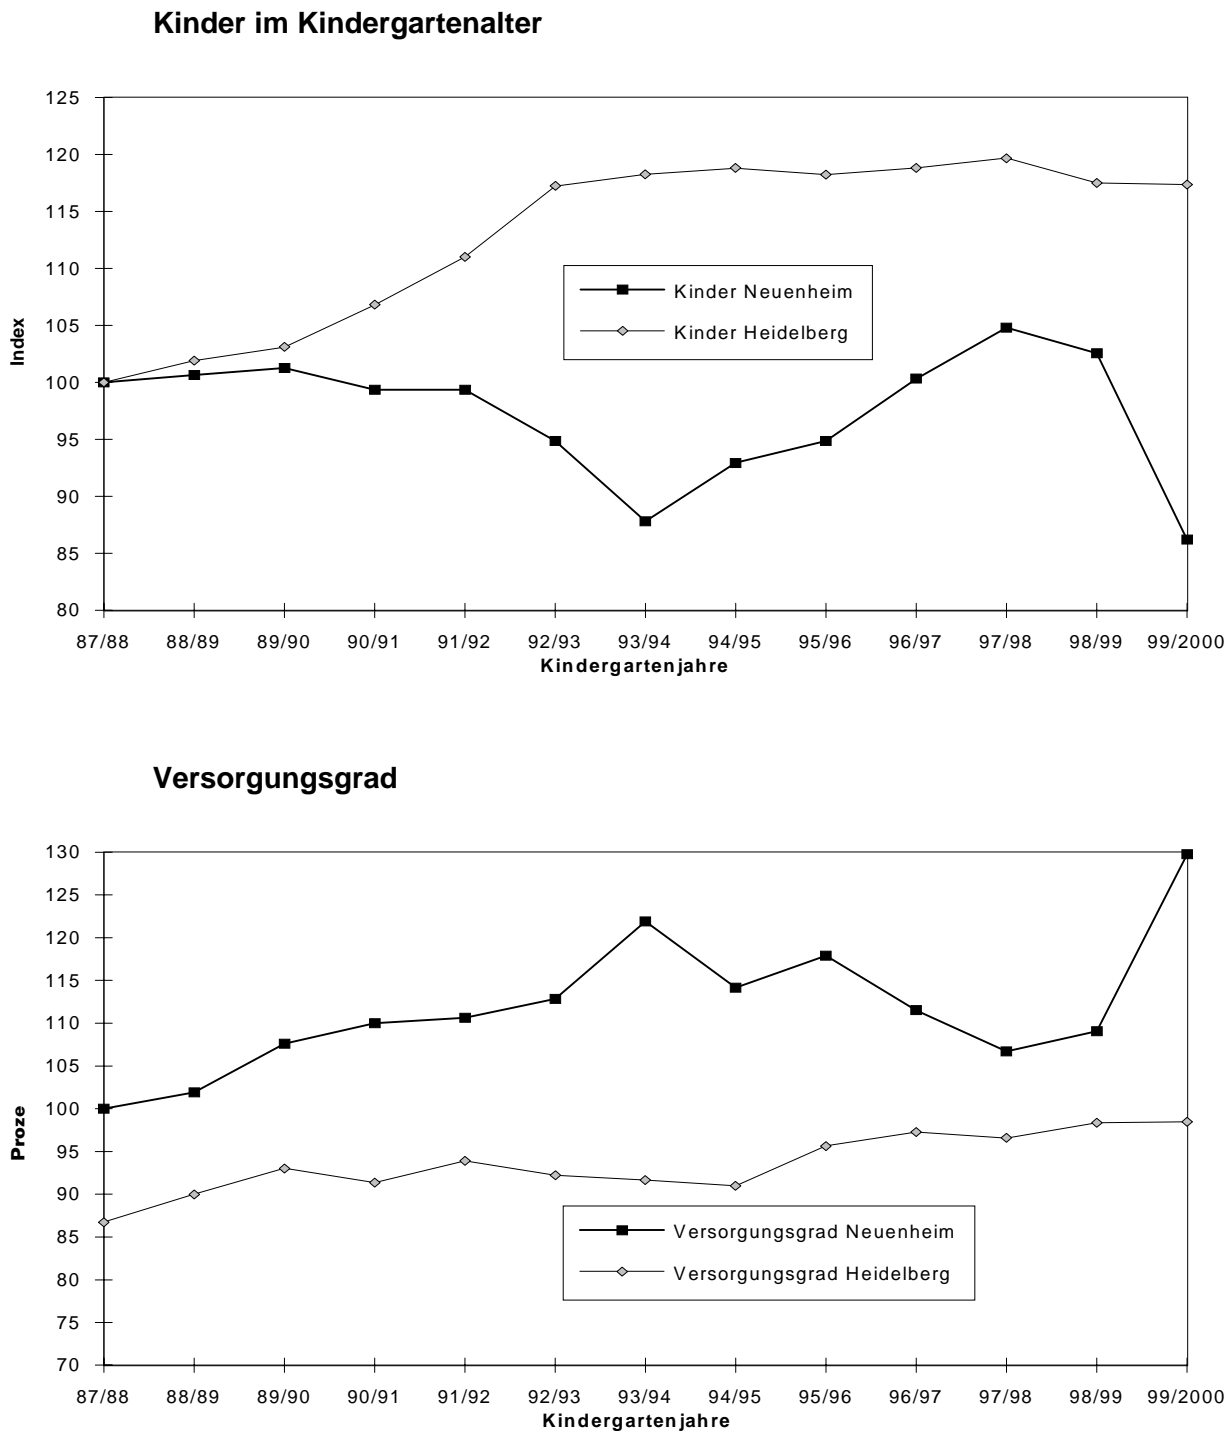 Kinder im Kindergartenalter
125
120
115
110
105
100
95
90
85
80
Index
Kinder Neuenheim
Kinder Heidelberg
87/88 88/89 89/90 90/91 91/92 92/93 93/94 94/95 95/96 96/97 97/98 98/99 99/2000
Kindergartenjahre
Versorgungsgrad
130
125
120
115
110
105
100
95
90
85
80
75
70
Proze
Versorgungsgrad Neuenheim
Versorgungsgrad Heidelberg
87/88 88/89 89/90 90/91 91/92 92/93 93/94 94/95 95/96 96/97 97/98 98/99 99/2000
Kindergartenjahre